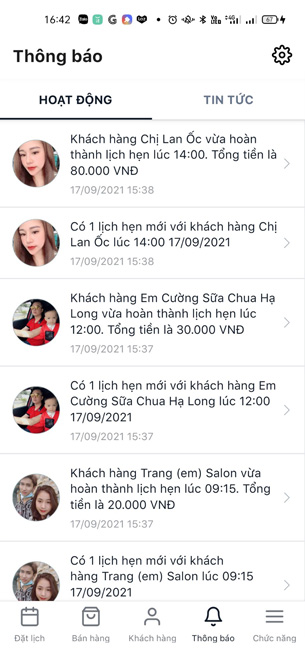 16:42
67
Thông báo
HOẠT ĐỘNG
TIN TỨC
Khách hàng Chị Lan Ốc vừa hoàn
thành lịch hẹn lúc 14:00. Tổng tiền là
80.000 VNĐ
17/09/2021 15:38
Có 1 lịch hẹn mới với khách hàng Chị
Lan Ốc lúc 14:00 17/09/2021
17/09/2021 15:38
Khách hàng Em Cường Sữa Chua Hạ
Long vừa hoàn thành lịch hẹn lúc
12:00. Tổng tiền là 30.000 VNĐ
17/09/2021 15:37
Có 1 lịch hẹn mới với khách hàng Em
Cường Sữa Chua Hạ Long lúc 12:00
17/09/2021
17/09/2021 15:37
Khách hàng Trang (em) Salon vừa
hoàn thành lịch hẹn lúc 09:15. Tổng
tiền là 20.000 VNĐ
17/09/2021 15:37
Có 1 lịch hẹn mới với khách
hàng Trang (em) Salon lúc 09:15
17/09/2021
Đặt lịch
Bán hàng
Khách hàng
Thông báo
Chức năng